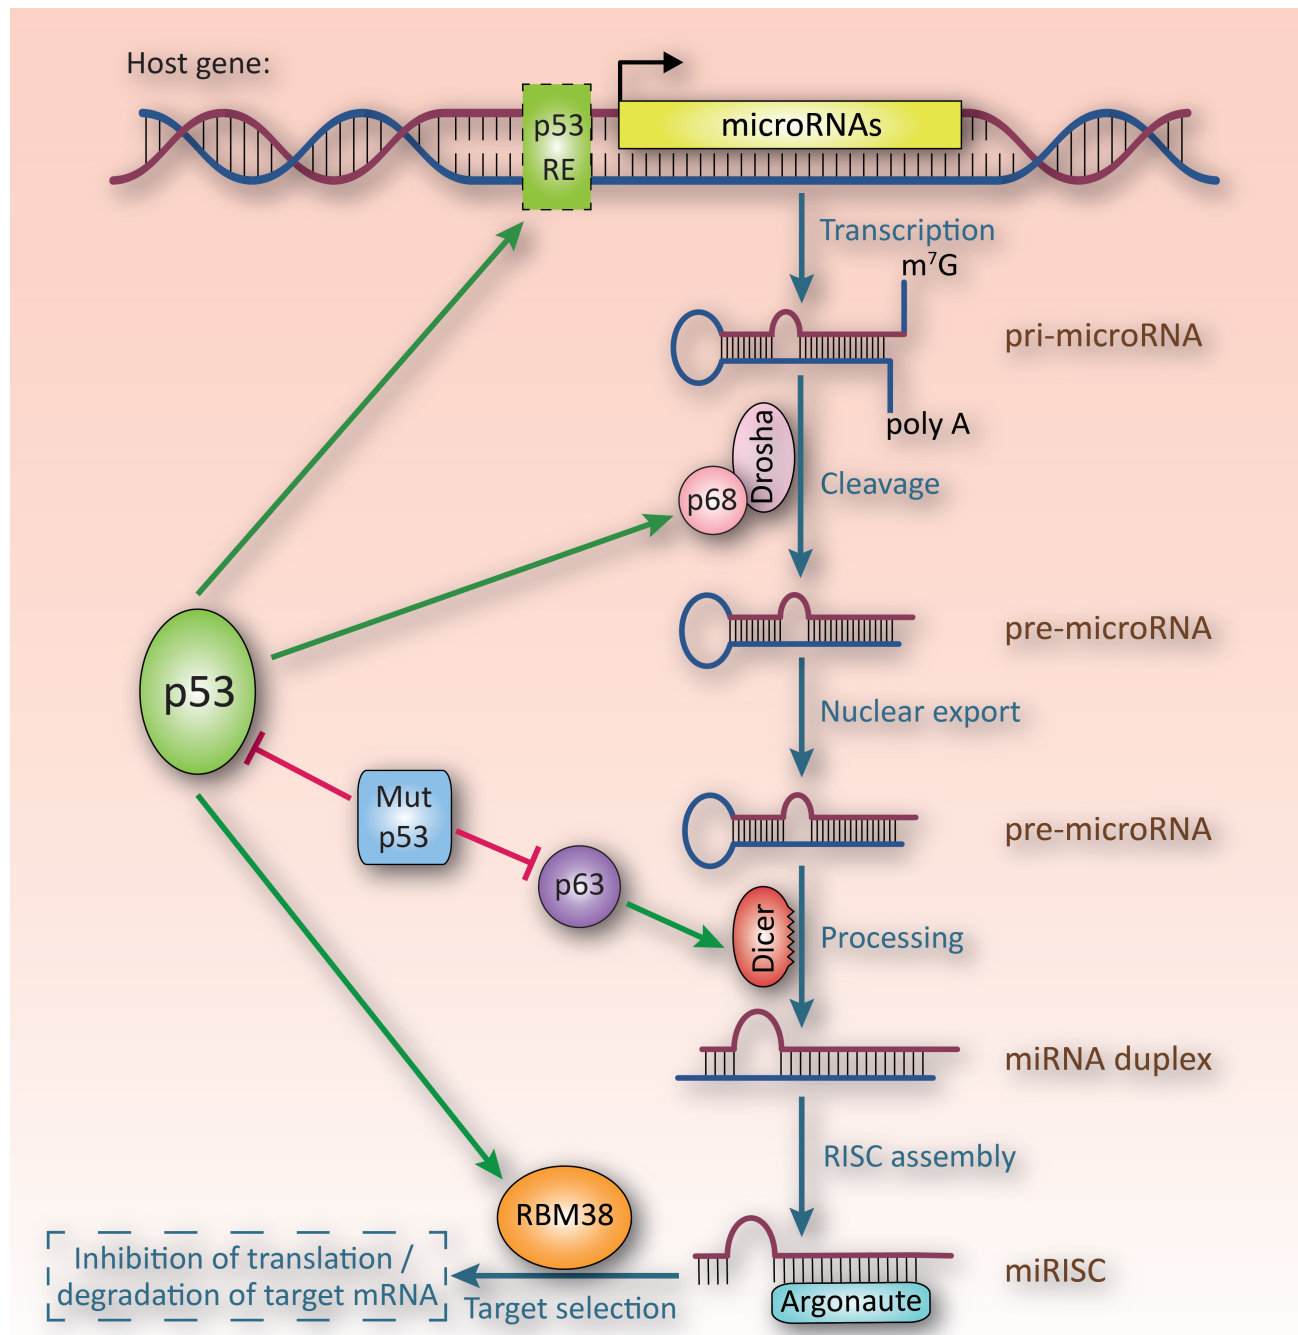 Host gene:
p53
RE
microRNAs
Transcription
m⁷G
pri-microRNA
poly A
Drosha
p68
Cleavage
pre-microRNA
p53
Nuclear export
Mut
p53
pre-microRNA
p63
Dicer
Processing
miRNA duplex
RISC assembly
RBM38
Inhibition of translation /
degradation of target mRNA
Target selection
miRISC
Argonaute